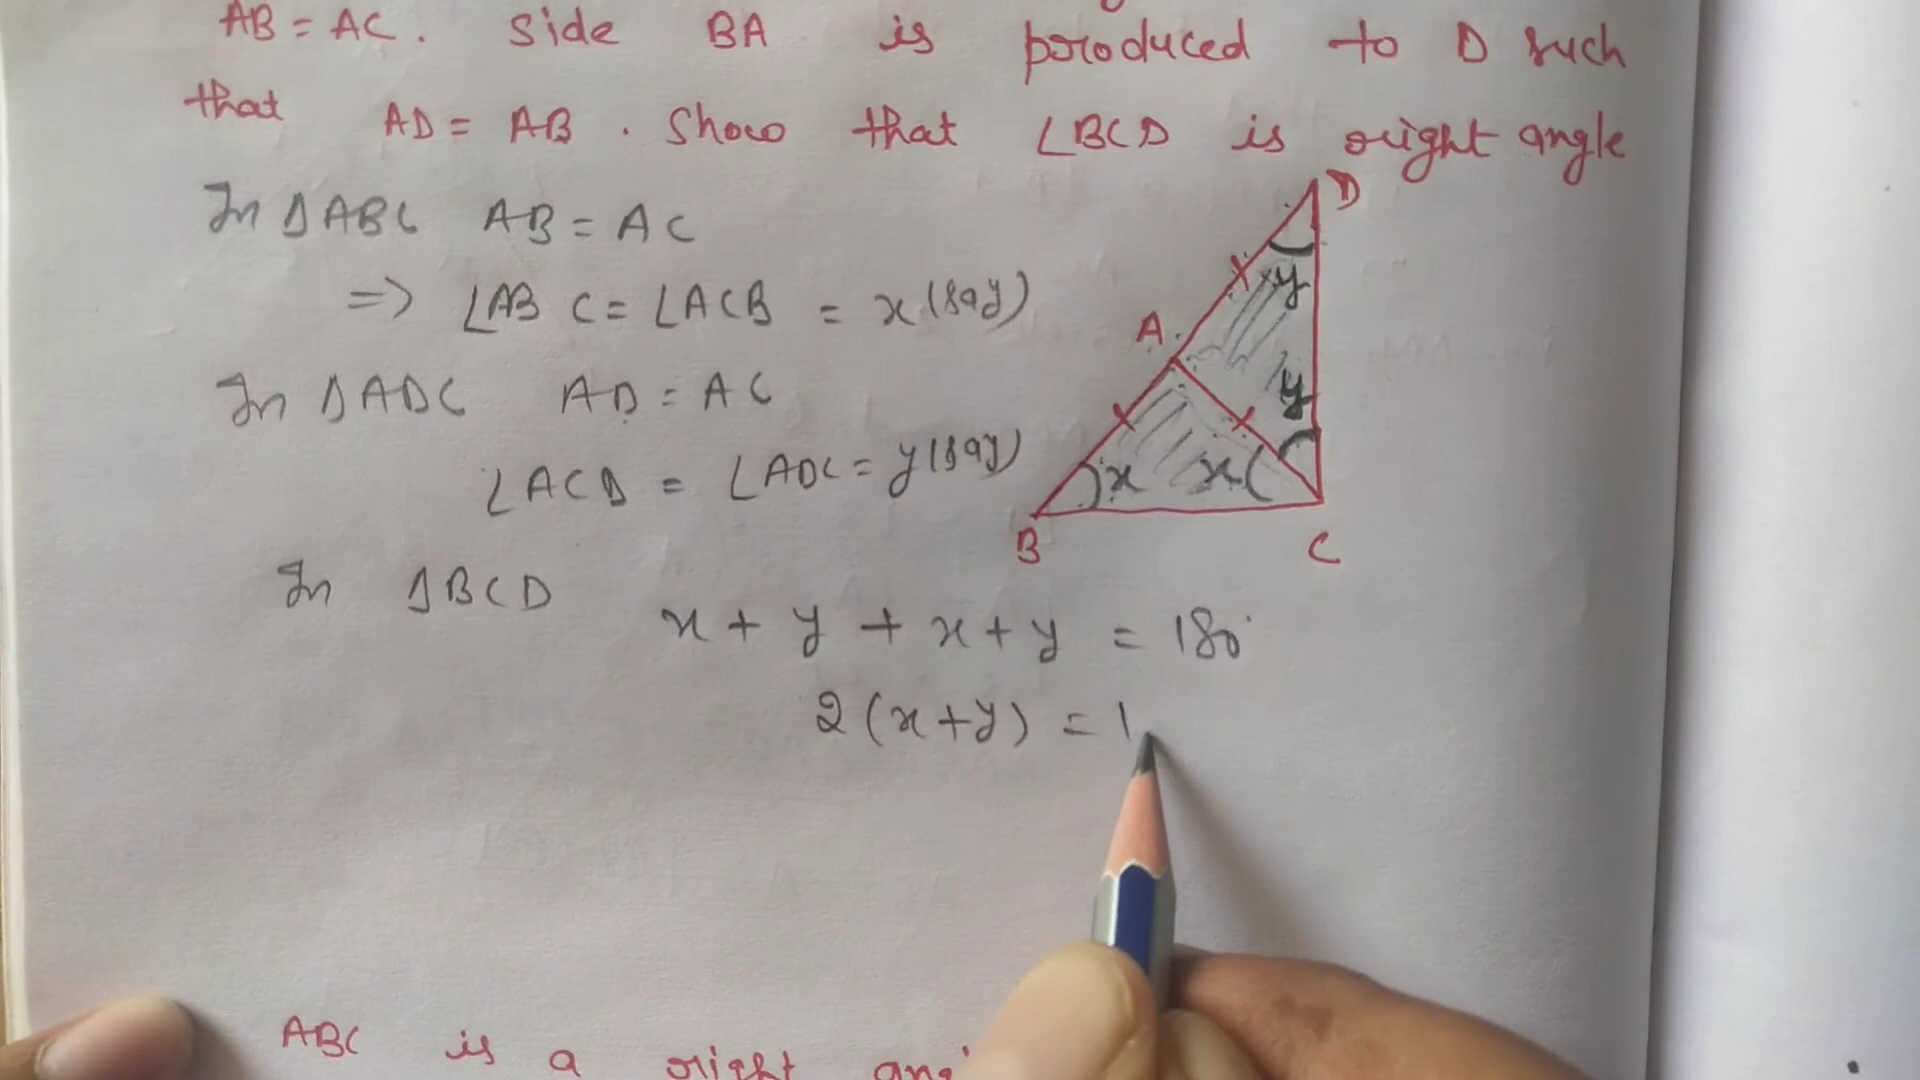 AB = AC. Side BA is produced to D such
that AD = AB. Show that ∠BCD is right angle
In ΔABC AB = AC
=> ∠ABC = ∠ACB = x (say)
In ΔADC AD = AC
∠ACD = ∠ADC = y (say)
In ΔBCD
x + y + x + y = 180°
2(x+y) = 1
D
y
A
y
x x
B C
ABC is a right